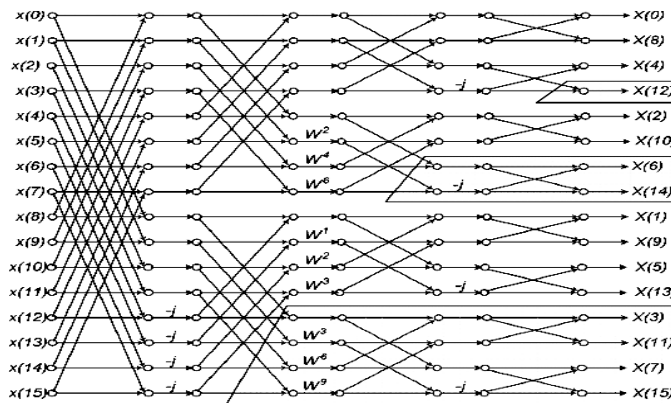 x(0) X(0)
x(1) X(8)
x(2) X(4)
x(3) -j X(12)
x(4) X(2)
x(5) W² X(10)
x(6) W⁴ X(6)
x(7) W⁶ -j X(14)
x(8) X(1)
x(9) W¹ X(9)
x(10) W² X(5)
x(11) W³ -j X(13)
x(12) -j X(3)
x(13) -j W³ X(11)
x(14) -j W⁶ X(7)
x(15) -j W⁹ -j X(15)